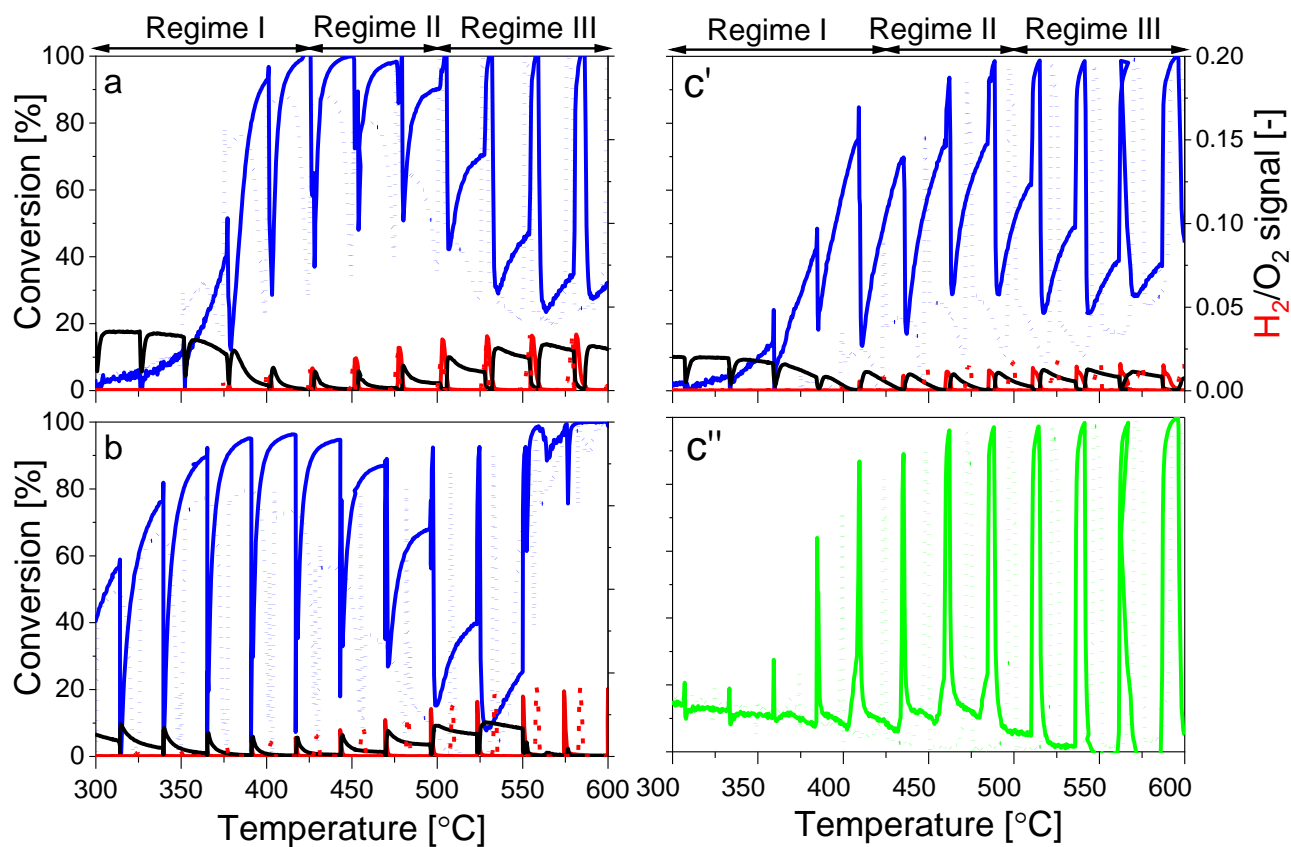 Regime I Regime II Regime III
Regime I Regime II Regime III
a
100
80
60
40
20
0
Conversion [%]
c'
0.20
0.15
0.10
0.05
0.00
H2/O2 signal [-]
b
100
80
60
40
20
0
Conversion [%]
300 350 400 450 500 550 600
Temperature [°C]
c"
300 350 400 450 500 550 600
Temperature [°C]